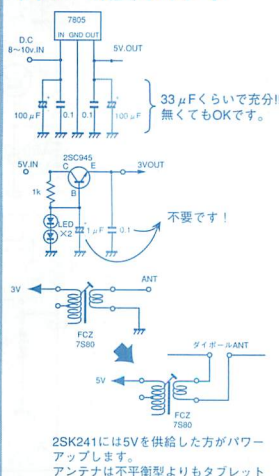 7805
IN GND OUT
D.C
8～10v.IN
5V.OUT
100μF
0.1
0.1
100μF
33μFくらいで充分!
無くてもOKです。
5V.IN
2SC945
C
E
B
3VOUT
1k
LED
×2
1μF
0.1
不要です！
ANT
3V
FCZ
7S80
ダイポールANT
5V
FCZ
7S80
2SK241には5Vを供給した方がパワー
アップします。
アンテナは不平衡型よりもタブレット